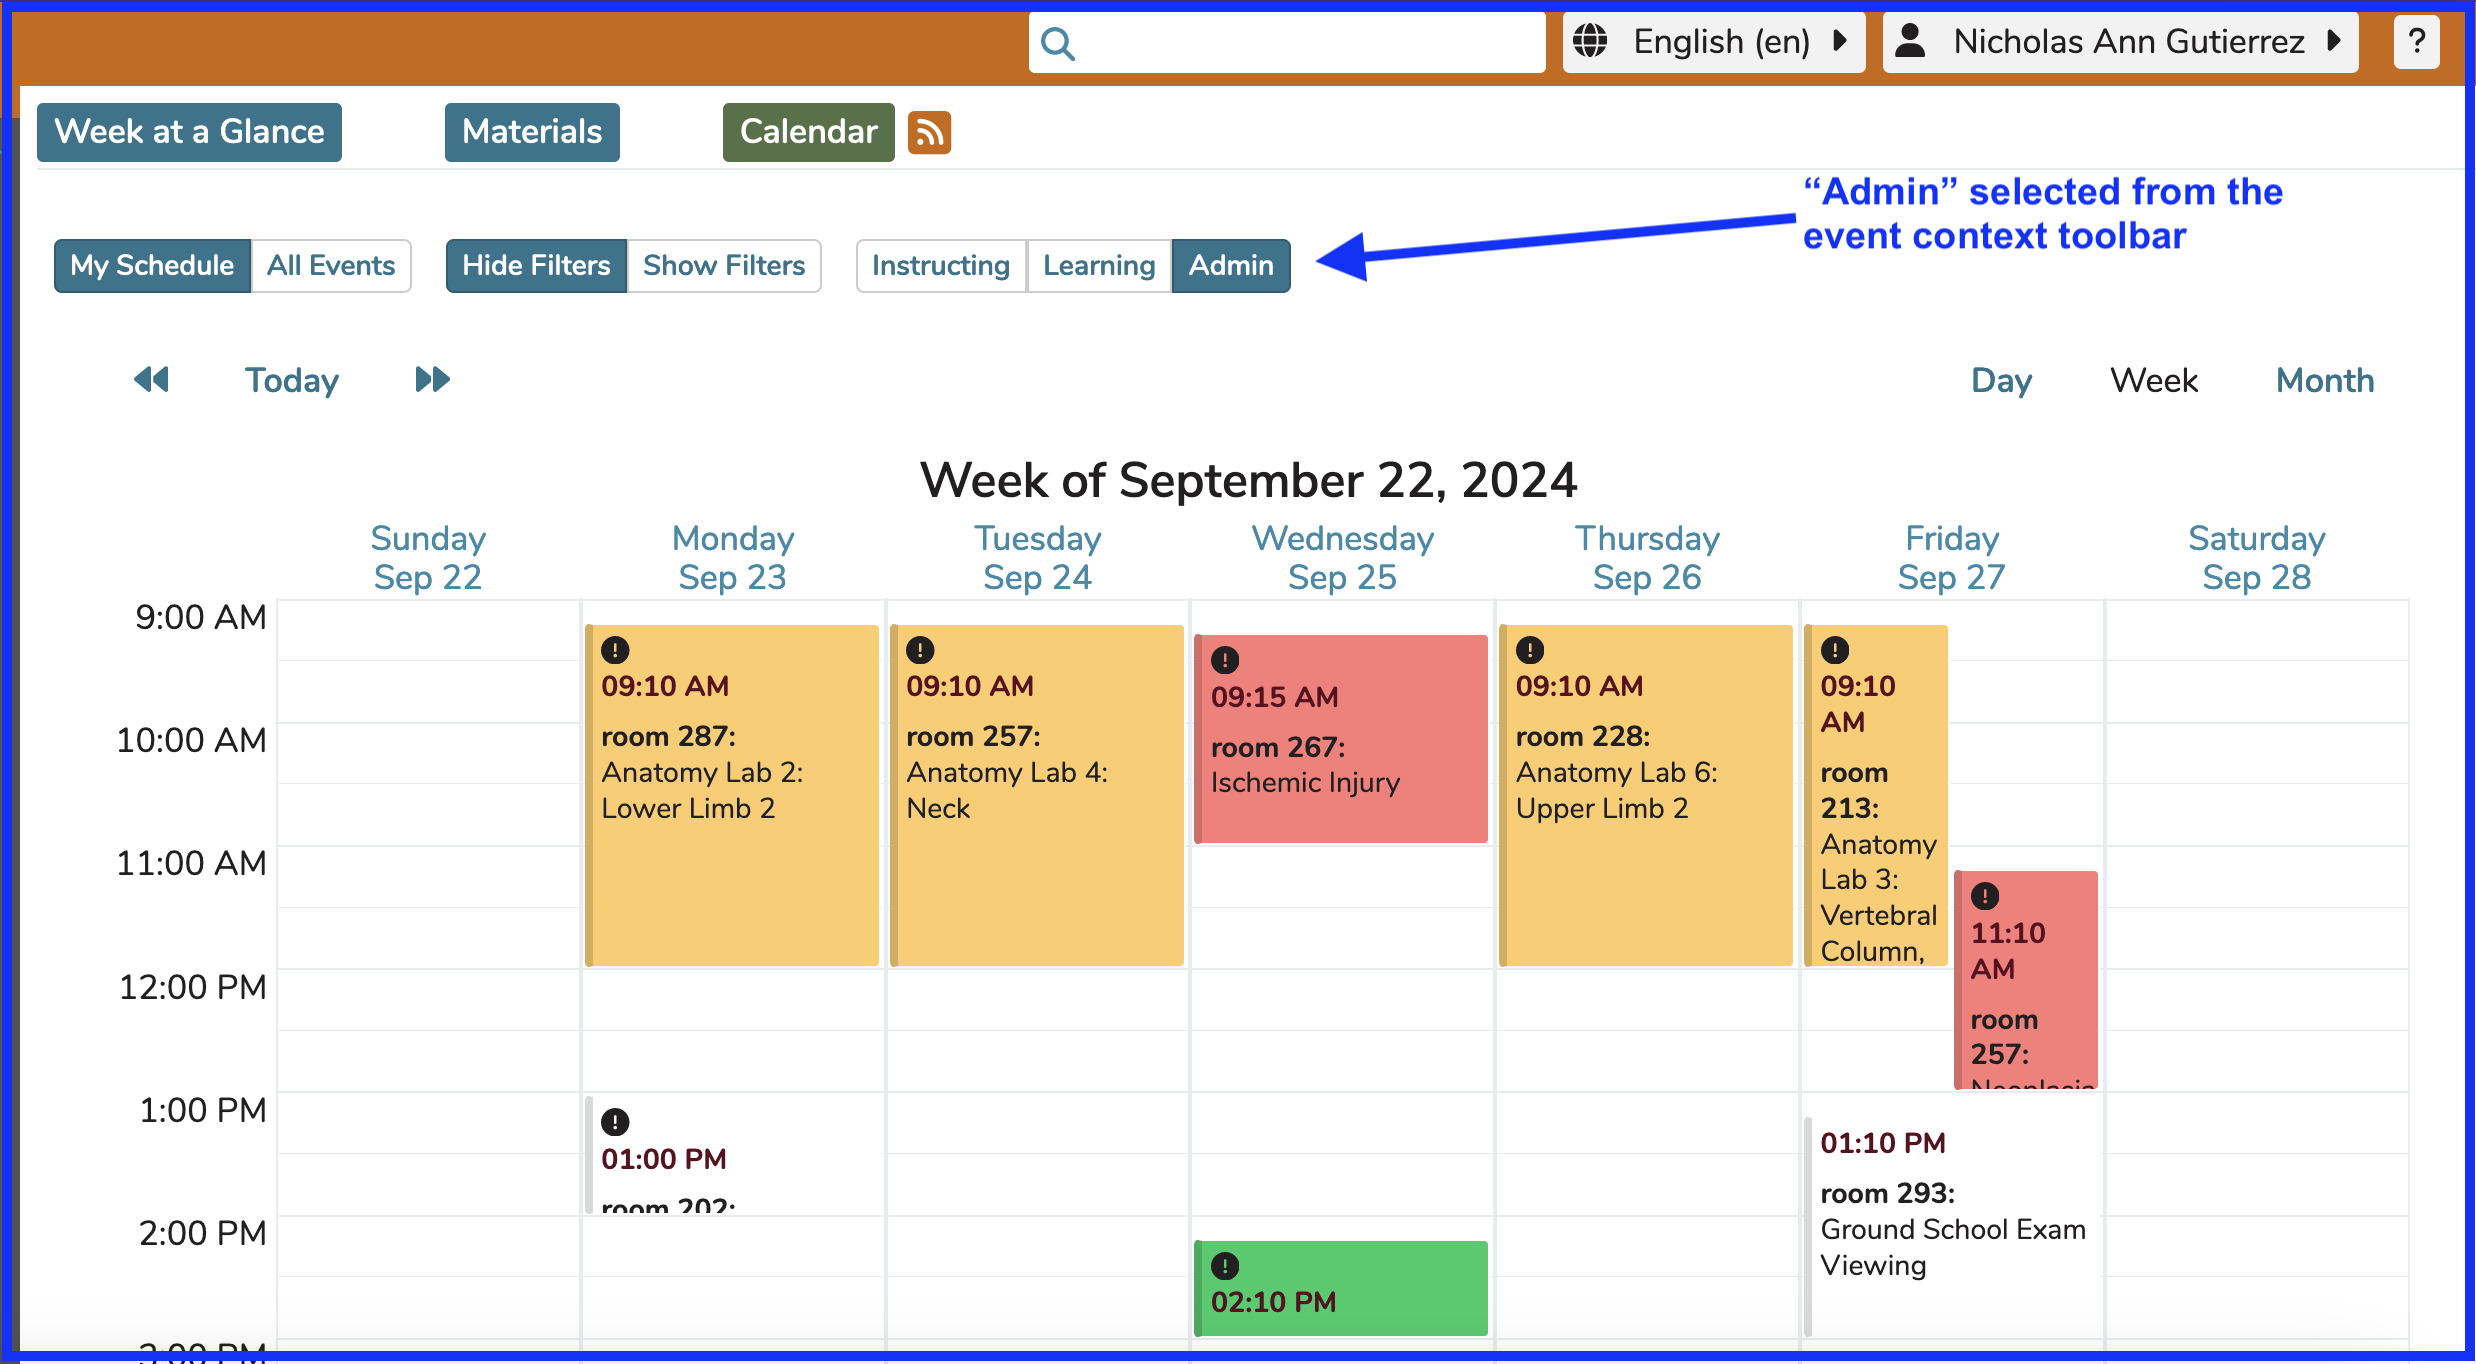 English (en)
Nicholas Ann Gutierrez
?
Week at a Glance
Materials
Calendar
“Admin” selected from the
event context toolbar
My Schedule
All Events
Hide Filters
Show Filters
Instructing
Learning
Admin
Today
Day
Week
Month
Week of September 22, 2024
Sunday
Sep 22
Monday
Sep 23
Tuesday
Sep 24
Wednesday
Sep 25
Thursday
Sep 26
Friday
Sep 27
Saturday
Sep 28
9:00 AM
10:00 AM
11:00 AM
12:00 PM
1:00 PM
2:00 PM
3:00 PM
09:10 AM
room 287:
Anatomy Lab 2:
Lower Limb 2
01:00 PM
room 202:
09:10 AM
room 257:
Anatomy Lab 4:
Neck
09:15 AM
room 267:
Ischemic Injury
02:10 PM
09:10 AM
room 228:
Anatomy Lab 6:
Upper Limb 2
09:10
AM
room
213:
Anatomy
Lab 3:
Vertebral
Column,
11:10
AM
room
257:
Neoplasia
01:10 PM
room 293:
Ground School Exam
Viewing